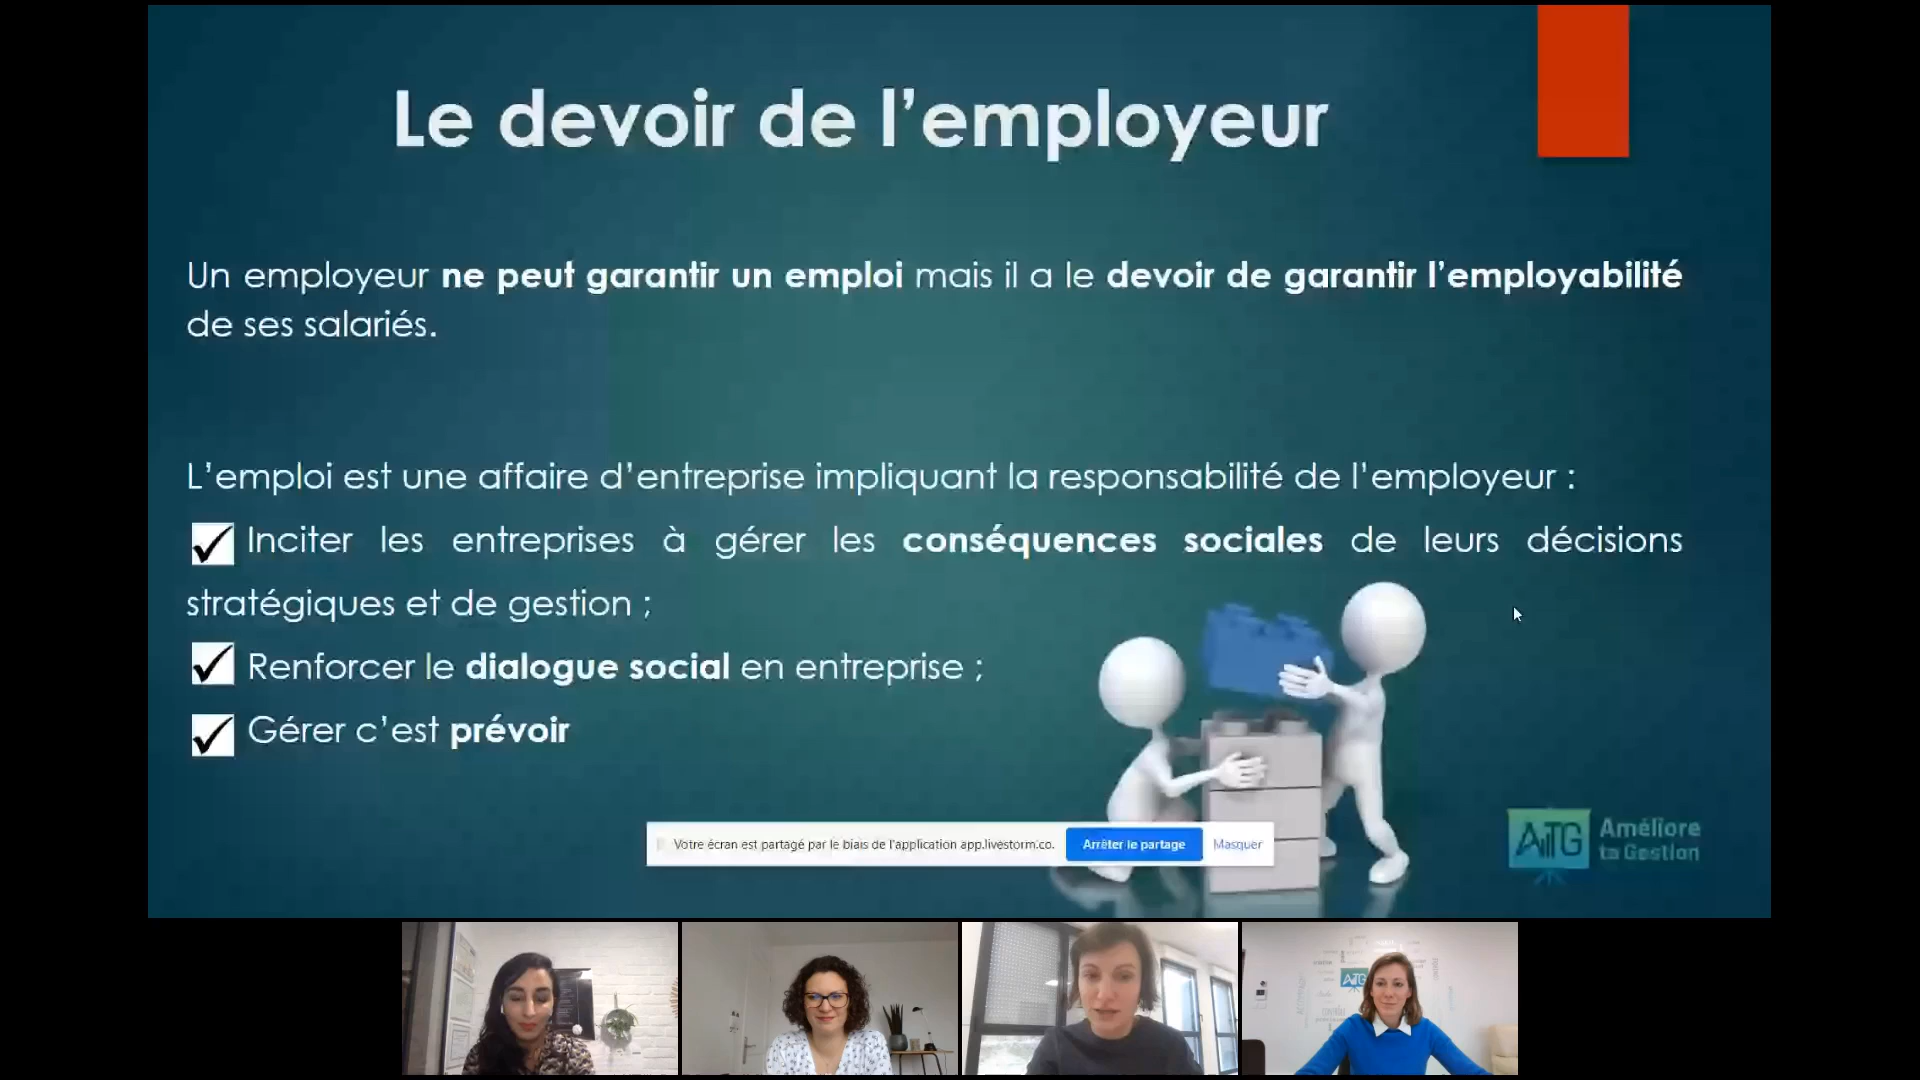 Le devoir de l’employeur
Un employeur ne peut garantir un emploi mais il a le devoir de garantir l’employabilité
de ses salariés.
L’emploi est une affaire d’entreprise impliquant la responsabilité de l’employeur :
Inciter les entreprises à gérer les conséquences sociales de leurs décisions
stratégiques et de gestion ;
Renforcer le dialogue social en entreprise ;
Gérer c’est prévoir
Votre écran est partagé par le biais de l'application app.livestorm.co.
Arrêter le partage
Masquer
ATG
Améliore
ta Gestion
ATG